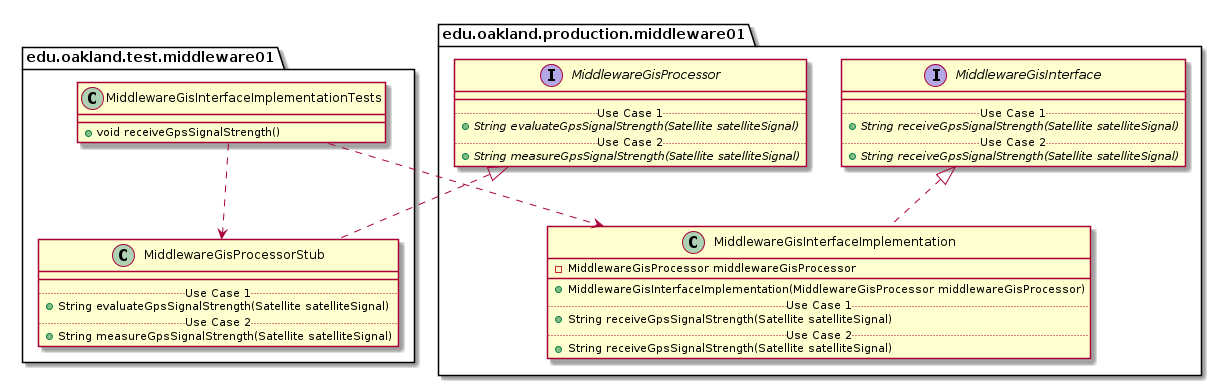 edu.oakland.test.middleware01
C MiddlewareGisInterfaceImplementationTests
void receiveGpsSignalStrength()
C MiddlewareGisProcessorStub
Use Case 1
String evaluateGpsSignalStrength(Satellite satelliteSignal)
Use Case 2
String measureGpsSignalStrength(Satellite satelliteSignal)
edu.oakland.production.middleware01
I MiddlewareGisProcessor
Use Case 1
String evaluateGpsSignalStrength(Satellite satelliteSignal)
Use Case 2
String measureGpsSignalStrength(Satellite satelliteSignal)
I MiddlewareGisInterface
Use Case 1
String receiveGpsSignalStrength(Satellite satelliteSignal)
Use Case 2
String receiveGpsSignalStrength(Satellite satelliteSignal)
C MiddlewareGisInterfaceImplementation
MiddlewareGisProcessor middlewareGisProcessor
MiddlewareGisInterfaceImplementation(MiddlewareGisProcessor middlewareGisProcessor)
Use Case 1
String receiveGpsSignalStrength(Satellite satelliteSignal)
Use Case 2
String receiveGpsSignalStrength(Satellite satelliteSignal)